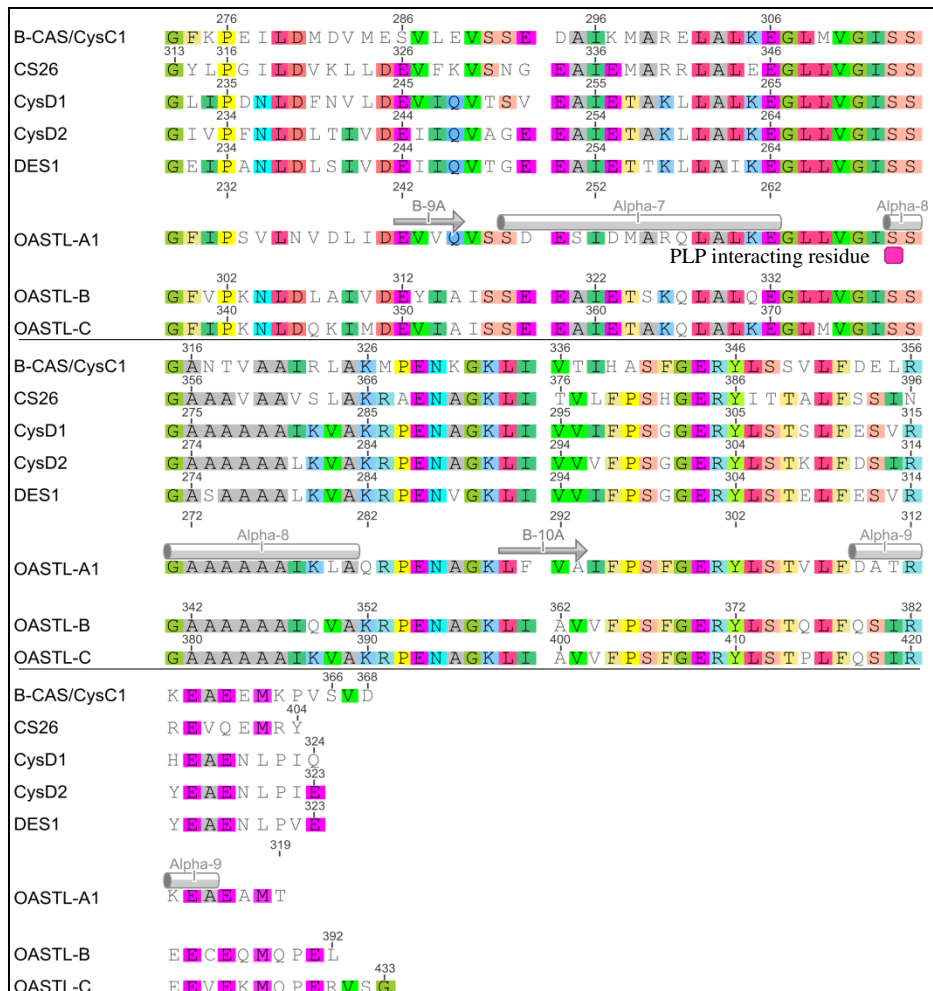 276 286 296 306
B-CAS/CysC1 GFKPEILDMDVMESVLEVSSE DAIKMARELALKEGLMVGISS
313 316 326 336 346
CS26 GYLPGILDVKLLDEVFKVSNG EAIEMARRLALEEGLLVGISS
235 245 255 265
CysD1 GLIPDNLDFNVLDEVIQVTSV EAIETAKLLALKEGLLVGISS
234 244 254 264
CysD2 GIVPFNLDLTIVDEIIQVAGE EAIETAKLLALKEGLLVGISS
234 244 254 264
DES1 GEIPANLDLSIVDEIIQVTGE EAIETTKLLAIKEGLLVGISS
232 242 252 262
B-9A Alpha-7 Alpha-8
OASTL-A1 GFIPSVLNVDLIDEVVQVSSD ESIDMARQLALKEGLLVGISS
PLP interacting residue
302 312 322 332
OASTL-B GFVPKNLDLAIVDEYIAISSE EAIETSKQLALQEGLLVGISS
340 350 360 370
OASTL-C GFIPKNLDQKIMDEVIAISSE EAIETAKQLALKEGLMVGISS
316 326 336 346 356
B-CAS/CysC1 GANTVAAIRLAKMPENKGKLI VTIHASFGERYLSSVLFDELR
356 366 376 386 396
CS26 GAAAVAAVSLAKRAENAGKLI TVLFPSHGERYITTALFSSIN
275 285 295 305 315
CysD1 GAAAAAAIKVAKRPENAGKLI VVIFPSGGERYLSTSLFESVR
274 284 294 304 314
CysD2 GAAAAAALKVAKRPENAGKLI VVVFPSGGERYLSTKLFDSIR
274 284 294 304 314
DES1 GASAAAALKVAKRPENVGKLI VVIFPSGGERYLSTELFESVR
272 282 292 302 312
Alpha-8 B-10A Alpha-9
OASTL-A1 GAAAAAAIKLAQRPENAGKLF VAIFPSFGERYLSTVLFDATR
342 352 362 372 382
OASTL-B GAAAAAAIQVAKRPENAGKLI AVVFPSFGERYLSTQLFQSIR
380 390 400 410 420
OASTL-C GAAAAAAIKVAKRPENAGKLI AVVFPSFGERYLSTPLFQSIR
366 368
B-CAS/CysC1 KEAEEMKPVSVD
404
CS26 REVQEMRY
324
CysD1 HEAENLPIQ
323
CysD2 YEAENLPIE
323
DES1 YEAENLPVE
319
Alpha-9
OASTL-A1 KEAEAMT
392
OASTL-B EECEQMQPEL
433
OASTL-C EEVEKMQPERVSG